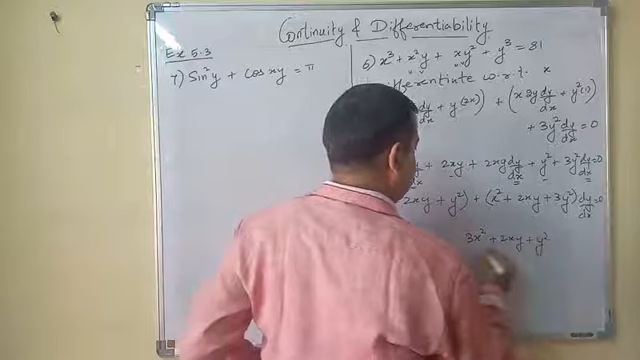 Continuity & Differentiability
Ex 5.3
7) Sin²y + Cos xy = π
6) x³ + x²y + xy² + y³ = 81
ifferentiate w.r.t. x
dy/dx + y(2x)) + (x 2y dy/dx + y²(1))
+ 3y² dy/dx = 0
+ 2xy + 2xy dy/dx + y² + 3y² dy/dx = 0
2xy + y²) + (x² + 2xy + 3y²) dy/dx = 0
3x² + 2xy + y²